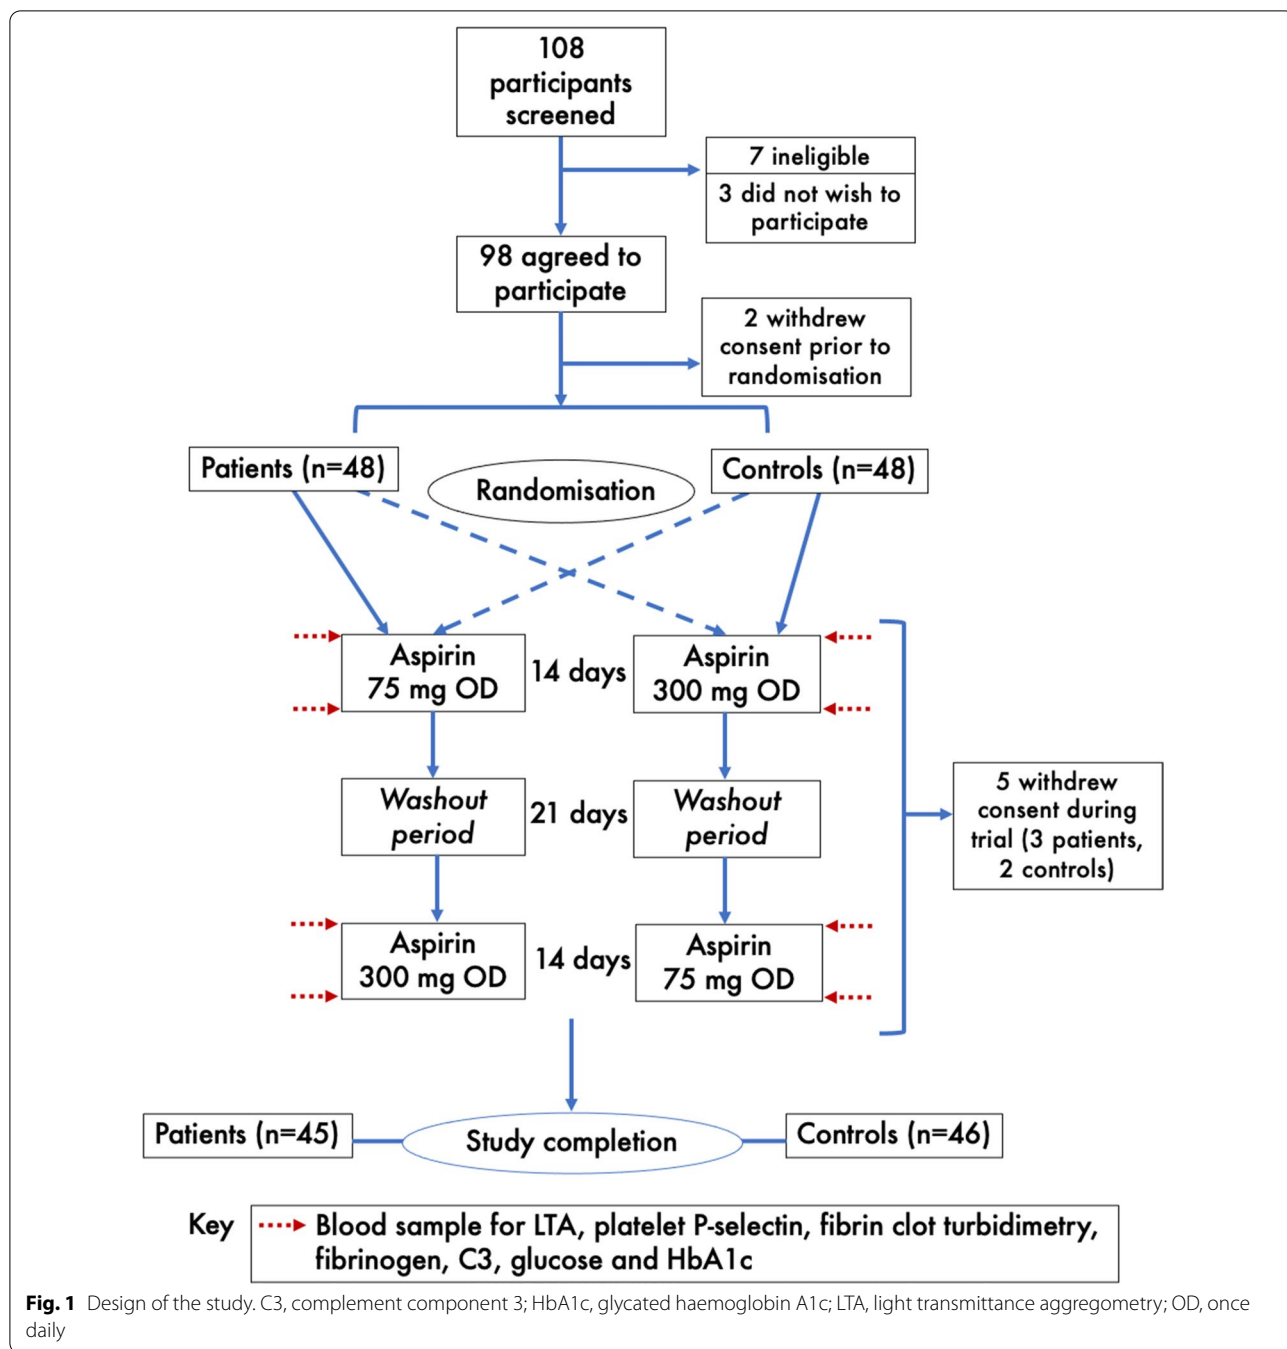 108
participants
screened
7 ineligible
3 did not wish to
participate
98 agreed to
participate
2 withdrew
consent prior to
randomisation
Patients (n=48)
Randomisation
Controls (n=48)
Aspirin
75 mg OD
14 days
Aspirin
300 mg OD
Washout
period
21 days
Washout
period
5 withdrew
consent during
trial (3 patients,
2 controls)
Aspirin
300 mg OD
14 days
Aspirin
75 mg OD
Patients (n=45)
Study completion
Controls (n=46)
Key
Blood sample for LTA, platelet P-selectin, fibrin clot turbidimetry,
fibrinogen, C3, glucose and HbA1c
Fig. 1 Design of the study. C3, complement component 3; HbA1c, glycated haemoglobin A1c; LTA, light transmittance aggregometry; OD, once
daily